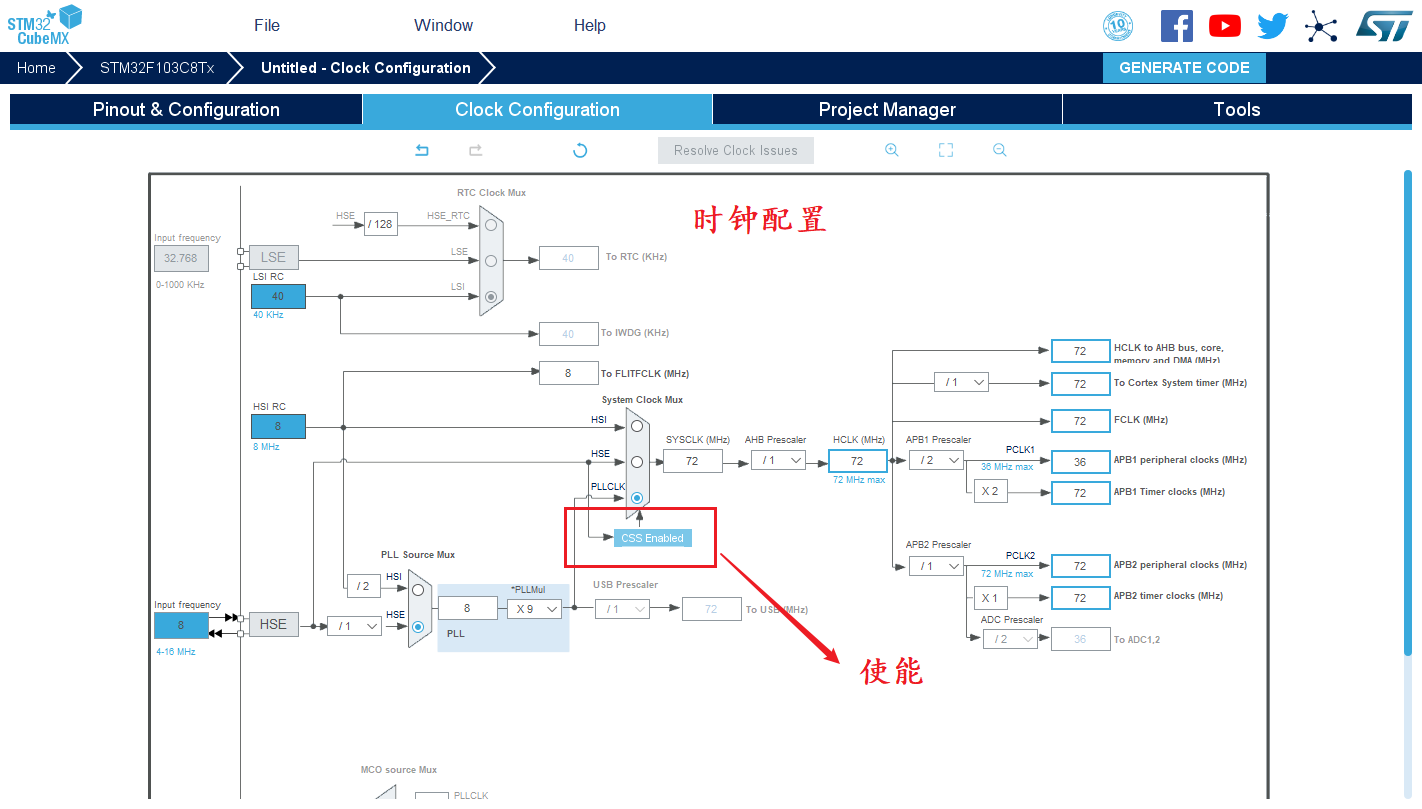 STM32
CubeMX
File
Window
Help
10
ST
Home
STM32F103C8Tx
Untitled - Clock Configuration
GENERATE CODE
Pinout & Configuration
Clock Configuration
Project Manager
Tools
Resolve Clock Issues
时钟配置
RTC Clock Mux
HSE
/ 128
HSE_RTC
Input frequency
32.768
0-1000 KHz
LSE
LSE
40
To RTC (KHz)
LSI RC
40
40 KHz
LSI
40
To IWDG (KHz)
8
To FLITFCLK (MHz)
HSI RC
8
8 MHz
System Clock Mux
HSI
HSE
PLLCLK
SYSCLK (MHz)
72
AHB Prescaler
/ 1
HCLK (MHz)
72
72 MHz max
72
HCLK to AHB bus, core,
memory and DMA (MHz)
/ 1
72
To Cortex System timer (MHz)
72
FCLK (MHz)
APB1 Prescaler
/ 2
PCLK1
36 MHz max
36
APB1 peripheral clocks (MHz)
X 2
72
APB1 Timer clocks (MHz)
CSS Enabled
APB2 Prescaler
/ 1
PCLK2
72 MHz max
72
APB2 peripheral clocks (MHz)
X 1
72
APB2 timer clocks (MHz)
ADC Prescaler
/ 2
36
To ADC1,2
PLL Source Mux
/ 2
HSI
Input frequency
8
4-16 MHz
HSE
/ 1
HSE
8
*PLLMul
X 9
PLL
USB Prescaler
/ 1
72
To USB (MHz)
使能
MCO source Mux
PLLCLK